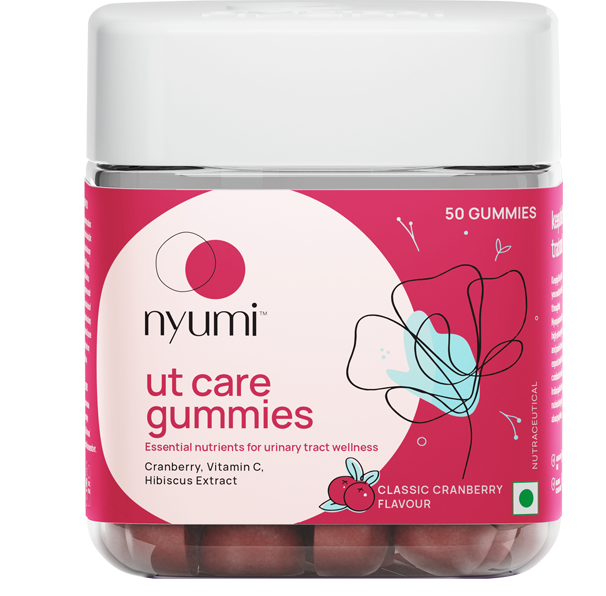 50 GUMMIES
nyumi™
ut care
gummies
Essential nutrients for urinary tract wellness
Cranberry, Vitamin C,
Hibiscus Extract
CLASSIC CRANBERRY
FLAVOUR
NUTRACEUTICAL